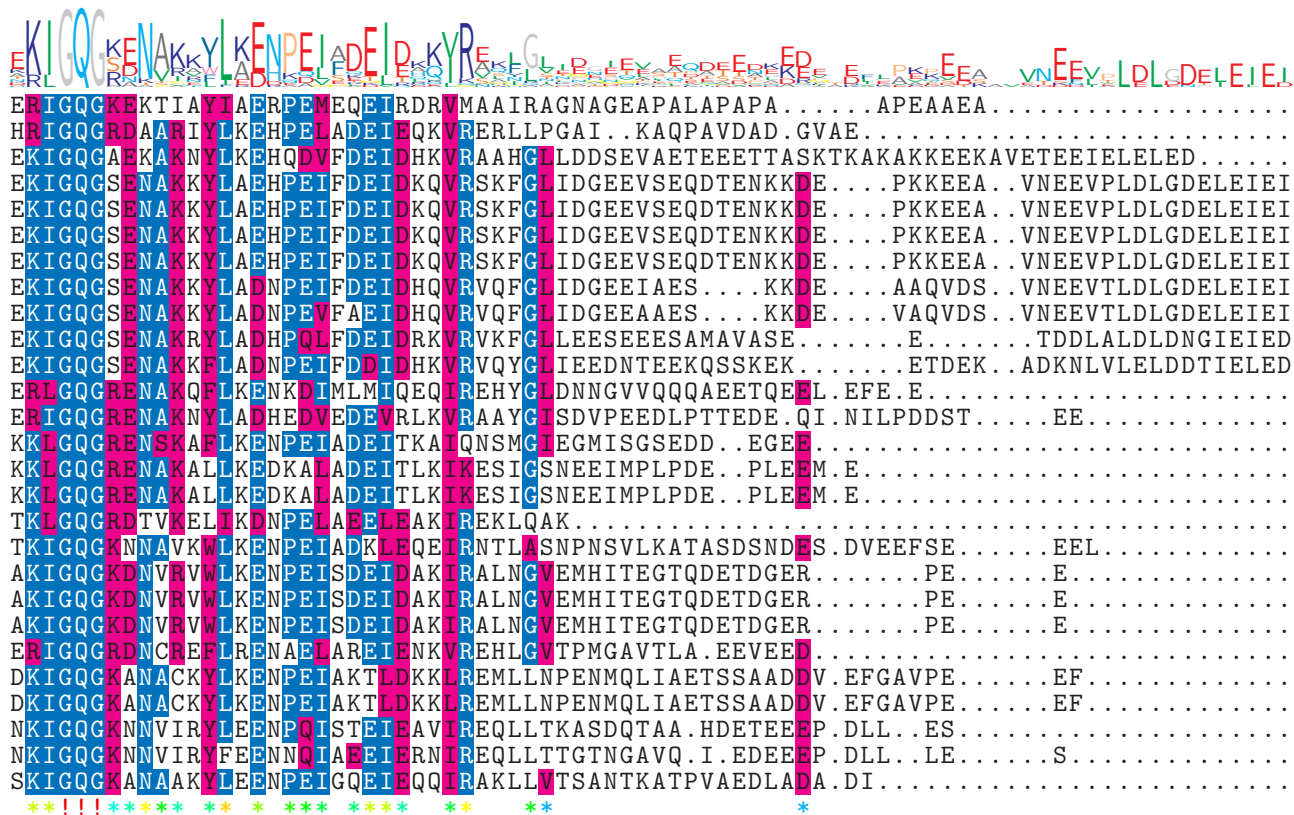 EKIGQGKENAKKYLKENPEIADEIDKKYREKFGLIDGEIEVAEQDEEDEKEDE.EELPKPEEA..VNEEVPLDLGDELEIEI
ERIGQGKEKTIAYIAERPEMEQEIRDRVMAAIRAGNAGEAPALAPAPA......APEAAEA...................
HRIGQGRDAARIYLKEHPELADEIEQKVRERLLPGAI..KAQPAVDAD.GVAE...........................
EKIGQGAEKAKNYLKEHQDVFDEIDHKVRAAHGLLDDSEVAETEEETTASKTKAKAKKEEKAVETEEIELELED......
EKIGQGSENAKKYLAEHPEIFDEIDKQVRSKFGLIDGEEVSEQDTENKKDE....PKKEEA..VNEEVPLDLGDELEIEI
EKIGQGSENAKKYLAEHPEIFDEIDKQVRSKFGLIDGEEVSEQDTENKKDE....PKKEEA..VNEEVPLDLGDELEIEI
EKIGQGSENAKKYLAEHPEIFDEIDKQVRSKFGLIDGEEVSEQDTENKKDE....PKKEEA..VNEEVPLDLGDELEIEI
EKIGQGSENAKKYLAEHPEIFDEIDKQVRSKFGLIDGEEVSEQDTENKKDE....PKKEEA..VNEEVPLDLGDELEIEI
EKIGQGSENAKKYLADNPEIFDEIDHQVRVQFGLIDGEEIAES....KKDE....AAQVDS..VNEEVTLDLGDELEIEI
EKIGQGSENAKKYLADNPEVFAEIDHQVRVQFGLIDGEEAAES....KKDE....VAQVDS..VNEEVTLDLGDELEIEI
EKIGQGSENAKRYLADHPQLFDEIDRKVRVKFGLLEESEEESAMAVASE.......E.......TDDLALDLDNGIEIED
EKIGQGSENAKKFLADNPEIFDDIDHKVRVQYGLIEEDNTEEKQSSKEK.......ETDEK..ADKNLVLELDDTIELED
ERLGQGRENAKQFLKENKDIMLMIQEQIREHYGLDNNGVVQQQAEETQEEL.EFE.E.......................
ERIGQGRENAKNYLADHEDVEDEVRLKVRAAYGISDVPEEDLPTTEDE.QI.NILPDDST.....EE.............
KKLGQGRENSKAFLKENPEIADEITKAIQNSMGIEGMISGSEDD..EGEE..............................
KKLGQGRENAKALLKEDKALADEITLKIKESIGSNEEIMPLPDE..PLEEM.E...........................
KKLGQGRENAKALLKEDKALADEITLKIKESIGSNEEIMPLPDE..PLEEM.E...........................
TKLGQGRDTVKELIKDNPELAEELEAKIREKLQAK.............................................
TKIGQGKNNAVKWLKENPEIADKLEQEIRNTLASNPNSVLKATASDSNDES.DVEEFSE......EEL............
AKIGQGKDNVRVWLKENPEISDEIDAKIRALNGVEMHITEGTQDETDGER.......PE......E..............
AKIGQGKDNVRVWLKENPEISDEIDAKIRALNGVEMHITEGTQDETDGER.......PE......E..............
AKIGQGKDNVRVWLKENPEISDEIDAKIRALNGVEMHITEGTQDETDGER.......PE......E..............
ERIGQGRDNCREFLRENAELAREIENKVREHLGVTPMGAVTLA.EEVEED..............................
DKIGQGKANACKYLKENPEIAKTLDKKLREMLLNPENMQLIAETSSAADDV.EFGAVPE......EF.............
DKIGQGKANACKYLKENPEIAKTLDKKLREMLLNPENMQLIAETSSAADDV.EFGAVPE......EF.............
NKIGQGKNNVIRYLEENPQISTEIEAVIREQLLTKASDQTAA.HDETEEEP.DLL..ES.....................
NKIGQGKNNVIRYFEENNQIAEEIERNIREQLLTTGTNGAVQ.I.EDEEEP.DLL..LE......S..............
SKIGQGKANAAKYLEENPEIGQEIEQQIRAKLLVTSANTKATPVAEDLADA.DI..........................
**!!!***** ** * *** **** ** ** *